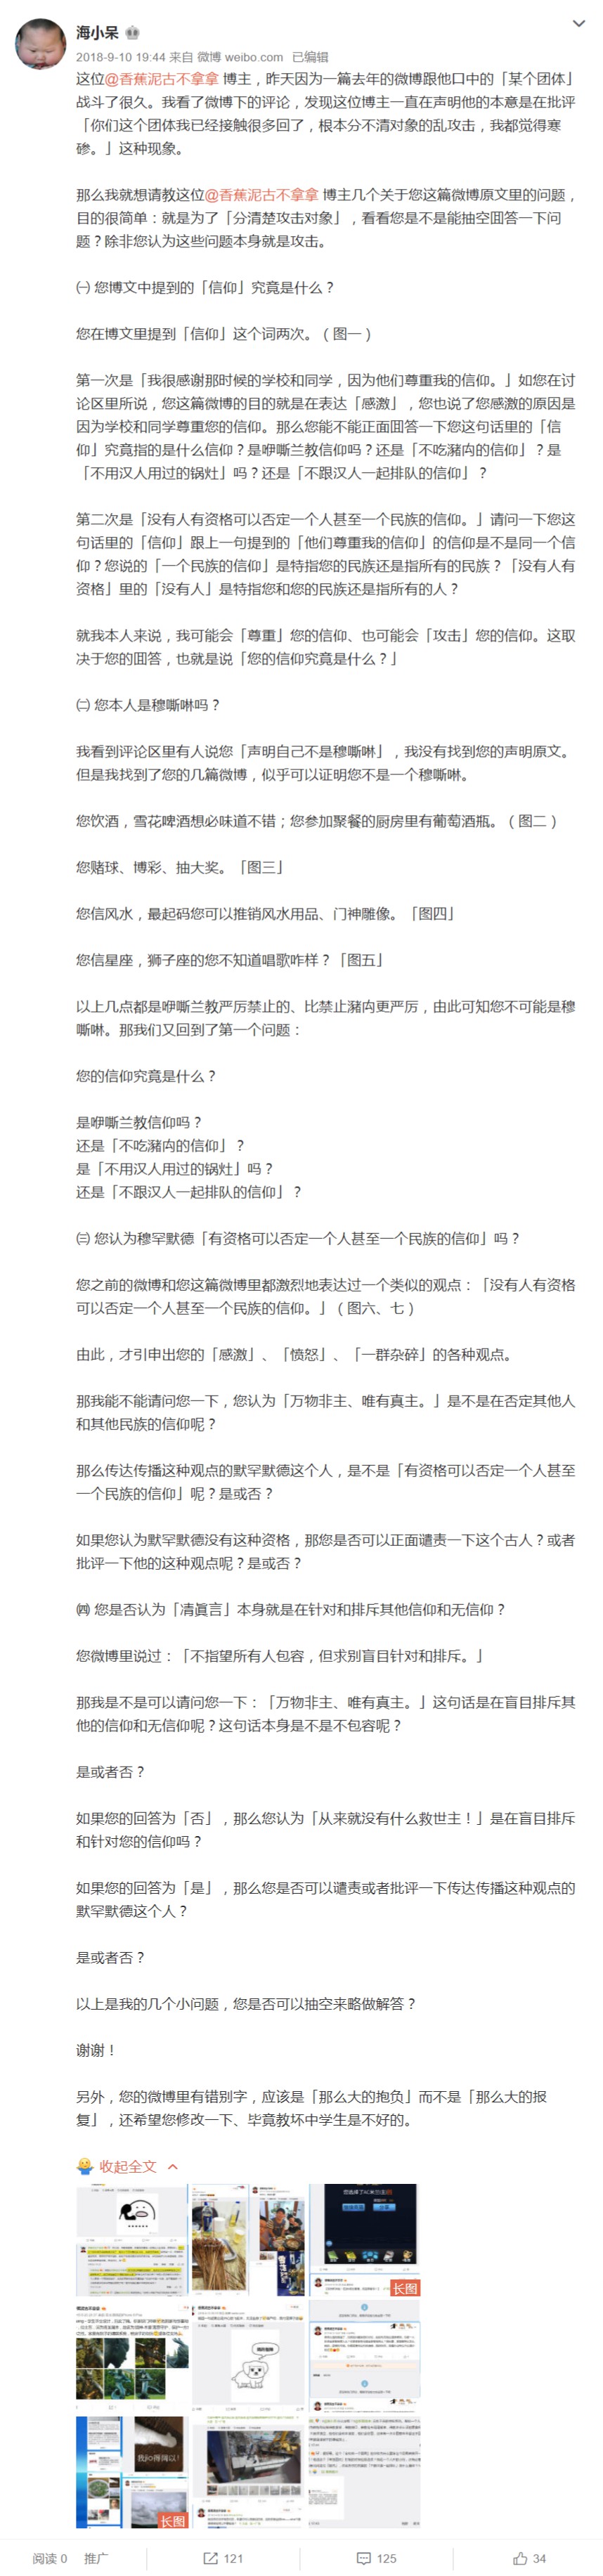 海小呆
2018-9-10 19:44 来自 微博 weibo.com 已编辑
这位@香蕉泥古不拿拿 博主，昨天因为一篇去年的微博跟他口中的「某个团体」
战斗了很久。我看了微博下的评论，发现这位博主一直在声明他的本意是在批评
「你们这个团体我已经接触很多回了，根本分不清对象的乱攻击，我都觉得寒
碜。」这种现象。
那么我就想请教这位@香蕉泥古不拿拿 博主几个关于您这篇微博原文里的问题，
目的很简单：就是为了「分清楚攻击对象」，看看您是不是能抽空囬答一下问
题？除非您认为这些问题本身就是攻击。
㈠ 您博文中提到的「信仰」究竟是什么？
您在博文里提到「信仰」这个词两次。（图一）
第一次是「我很感谢那时候的学校和同学，因为他们尊重我的信仰。」如您在讨
论区里所说，您这篇微博的目的就是在表达「感激」，您也说了您感激的原因是
因为学校和同学尊重您的信仰。那么您能不能正面囬答一下您这句话里的「信
仰」究竟指的是什么信仰？是咿嘶兰教信仰吗？还是「不吃瀦禸的信仰」？是
「不用汉人用过的锅灶」吗？还是「不跟汉人一起排队的信仰」？
第二次是「没有人有资格可以否定一个人甚至一个民族的信仰。」请问一下您这
句话里的「信仰」跟上一句提到的「他们尊重我的信仰」的信仰是不是同一个信
仰？您说的「一个民族的信仰」是特指您的民族还是指所有的民族？「没有人有
资格」里的「没有人」是特指您和您的民族还是指所有的人？
就我本人来说，我可能会「尊重」您的信仰、也可能会「攻击」您的信仰。这取
决于您的囬答，也就是说「您的信仰究竟是什么？」
㈡ 您本人是穆嘶啉吗？
我看到评论区里有人说您「声明自己不是穆嘶啉」，我没有找到您的声明原文。
但是我找到了您的几篇微博，似乎可以证明您不是一个穆嘶啉。
您饮酒，雪花啤酒想必味道不错；您参加聚餐的厨房里有葡萄酒瓶。（图二）
您赌球、博彩、抽大奖。「图三」
您信风水，最起码您可以推销风水用品、门神雕像。「图四」
您信星座，狮子座的您不知道唱歌咋样？「图五」
以上几点都是咿嘶兰教严厉禁止的、比禁止瀦禸更严厉，由此可知您不可能是穆
嘶啉。那我们又回到了第一个问题：
您的信仰究竟是什么？
是咿嘶兰教信仰吗？
还是「不吃瀦禸的信仰」？
是「不用汉人用过的锅灶」吗？
还是「不跟汉人一起排队的信仰」？
㈢ 您认为穆罕默德「有资格可以否定一个人甚至一个民族的信仰」吗？
您之前的微博和您这篇微博里都激烈地表达过一个类似的观点：「没有人有资格
可以否定一个人甚至一个民族的信仰。」（图六、七）
由此，才引申出您的「感激」、「愤怒」、「一群杂碎」的各种观点。
那我能不能请问您一下，您认为「万物非主、唯有真主。」是不是在否定其他人
和其他民族的信仰呢？
那么传达传播这种观点的默罕默德这个人，是不是「有资格可以否定一个人甚至
一个民族的信仰」呢？是或否？
如果您认为默罕默德没有这种资格，那您是否可以正面谴责一下这个古人？或者
批评一下他的这种观点呢？是或否？
㈣ 您是否认为「凊眞言」本身就是在针对和排斥其他信仰和无信仰？
您微博里说过：「不指望所有人包容，但求别盲目针对和排斥。」
那我是不是可以请问您一下：「万物非主、唯有真主。」这句话是在盲目排斥其
他的信仰和无信仰呢？这句话本身是不是不包容呢？
是或者否？
如果您的回答为「否」，那么您认为「从来就没有什么救世主！」是在盲目排斥
和针对您的信仰吗？
如果您的回答为「是」，那么您是否可以谴责或者批评一下传达传播这种观点的
默罕默德这个人？
是或者否？
以上是我的几个小问题，您是否可以抽空来略做解答？
谢谢！
另外，您的微博里有错别字，应该是「那么大的抱负」而不是「那么大的报
复」，还希望您修改一下、毕竟教坏中学生是不好的。
收起全文
长图
长图
阅读 0 推广 121 125 34